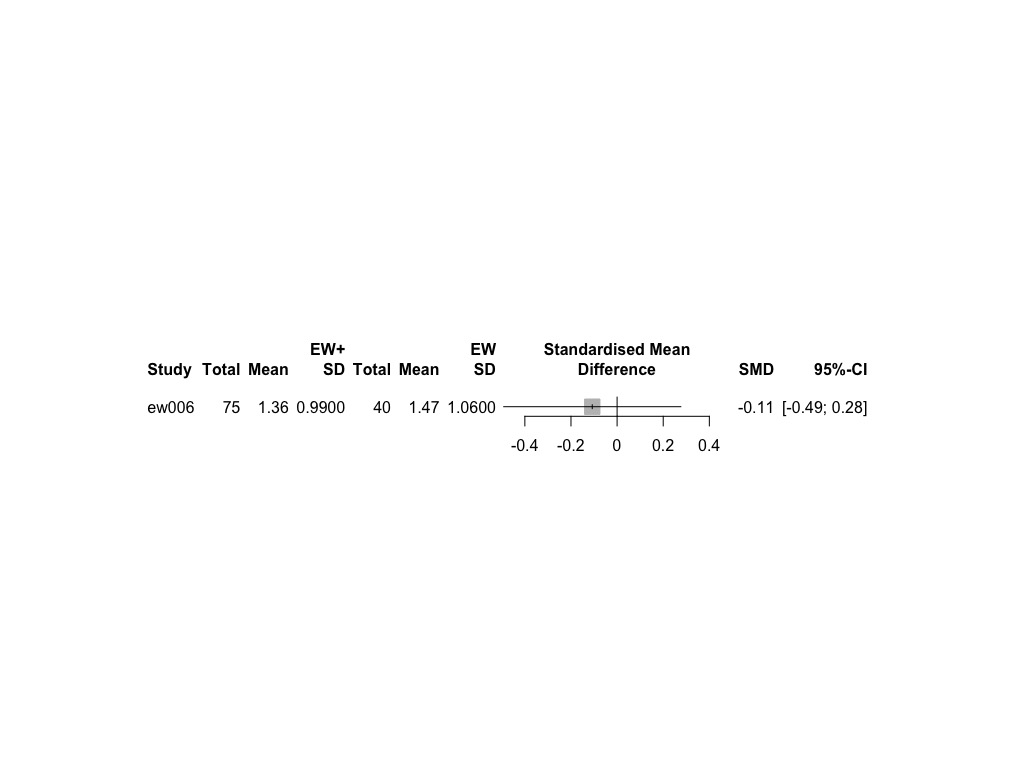 EW+ EW Standardised Mean
Study Total Mean SD Total Mean SD Difference SMD 95%-CI
ew006 75 1.36 0.9900 40 1.47 1.0600 -0.11 [-0.49; 0.28]
-0.4 -0.2 0 0.2 0.4